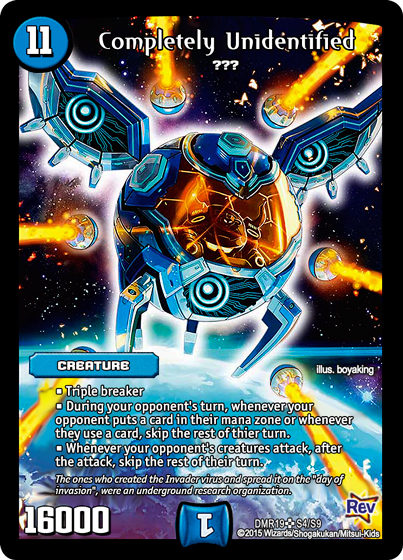 11
Completely Unidentified
???
CREATURE
illus. boyaking
▪ Triple breaker
▪ During your opponent's turn, whenever your
opponent puts a card in their mana zone or whenever
they use a card, skip the rest of thier turn.
▪ Whenever your opponent's creatures attack, after
the attack, skip the rest of their turn.
The ones who created the Invader virus and spread it on the "day of
invasion", were an underground research organization.
Rev
16000
1
DMR19 S4/S9
©2015 Wizards/Shogakukan/Mitsui-Kids